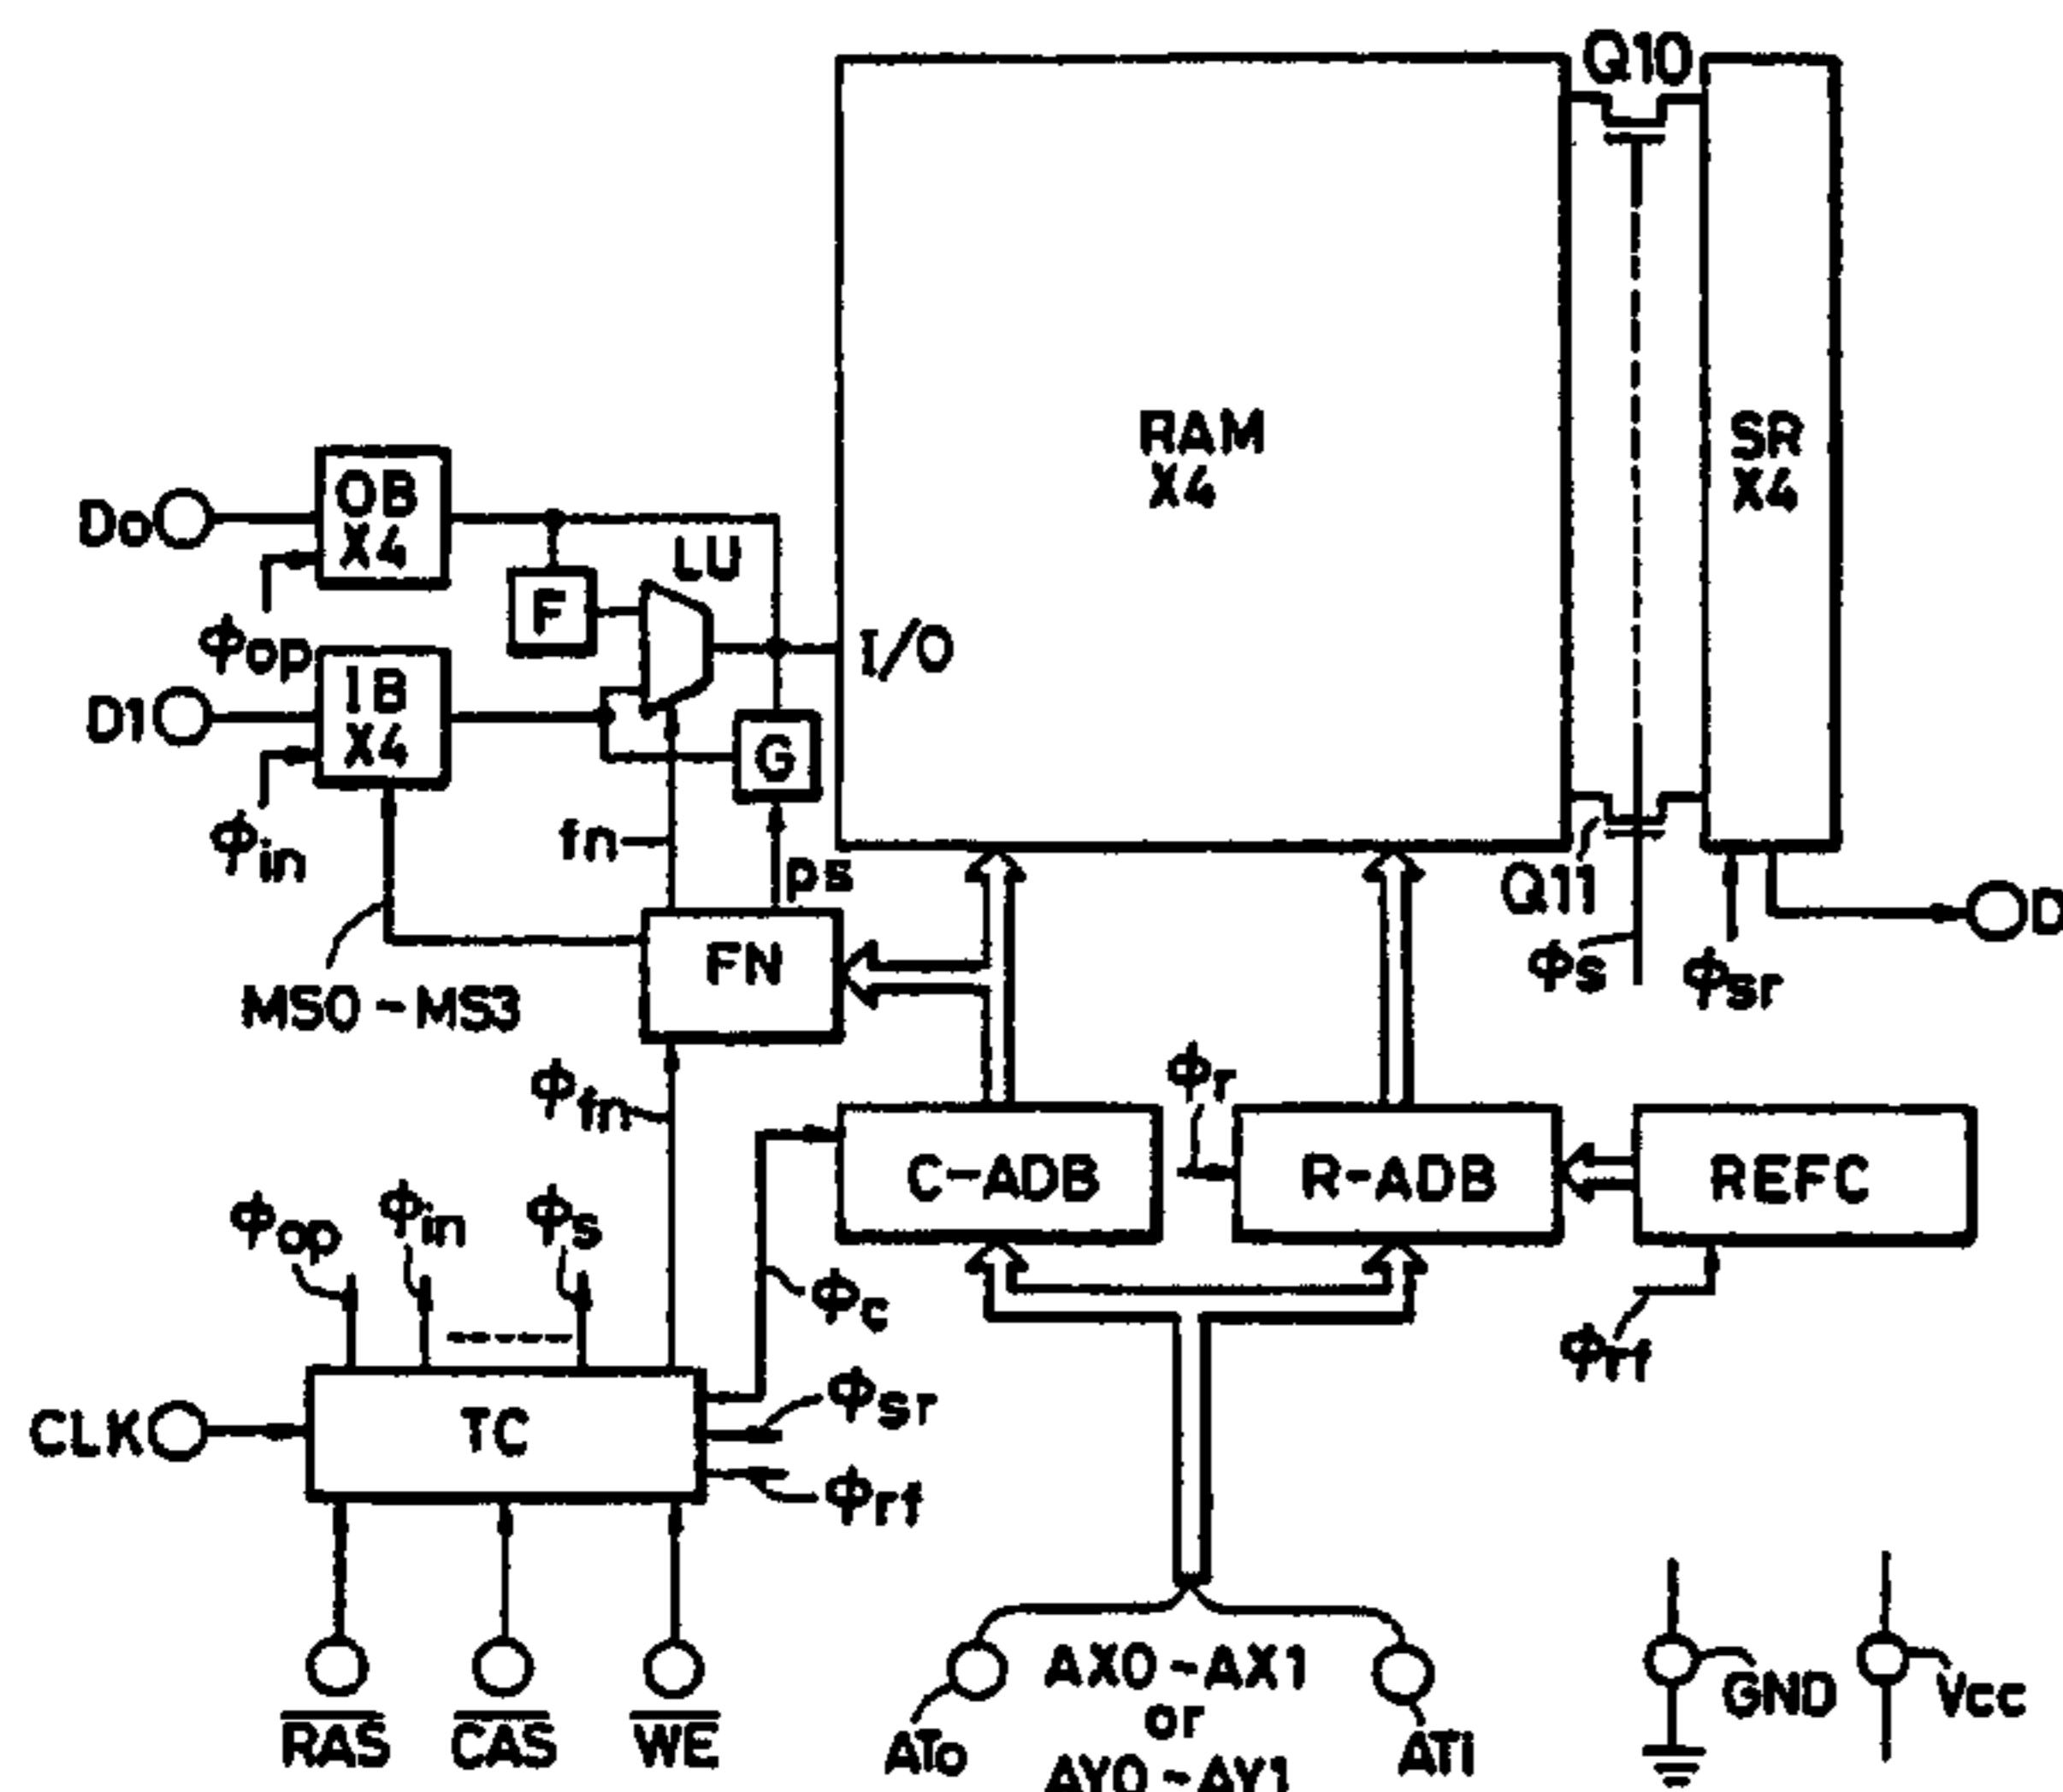 Q10
RAM
X4
SR
X4
Do
OB
X4
LU
F
ϕop
I/O
D1
IB
X4
G
ϕin
fn
ps
Q11
D
FN
ϕs
ϕsr
MS0-MS3
ϕfn
ϕr
C-ADB
R-ADB
REFC
ϕop
ϕin
ϕs
ϕc
ϕrf
ϕsr
CLK
TC
ϕrf
AX0-AX1
or
AY0-AY1
GND
Vcc
RAS
CAS
WE
ATo
ATi